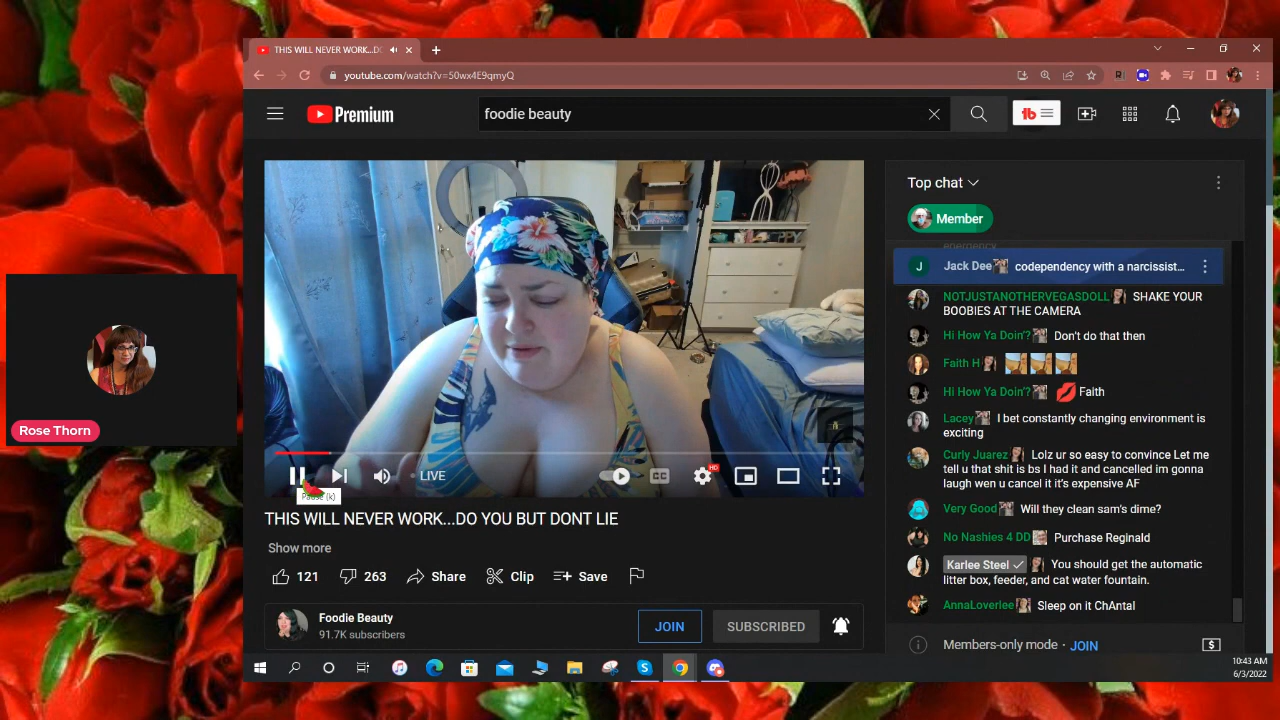 THIS WILL NEVER WORK...DO
youtube.com/watch?v=50wx4E9qmyQ
Premium
foodie beauty
Top chat
Member
emergency
J
Jack Dee codependency with a narcissist...
NOTJUSTANOTHERVEGASDOLL SHAKE YOUR
BOOBIES AT THE CAMERA
Hi How Ya Doin'? Don't do that then
Faith H
Hi How Ya Doin'? Faith
Lacey I bet constantly changing environment is
exciting
Curly Juarez Lolz ur so easy to convince Let me
tell u that shit is bs I had it and cancelled im gonna
laugh wen u cancel it it's expensive AF
Very Good Will they clean sam's dime?
No Nashies 4 DD Purchase Reginald
Karlee Steel You should get the automatic
litter box, feeder, and cat water fountain.
AnnaLoverlee Sleep on it ChAntal
Members-only mode · JOIN
Rose Thorn
LIVE
CC
HD
Pause (k)
THIS WILL NEVER WORK...DO YOU BUT DONT LIE
Show more
121
263
Share
Clip
Save
Foodie Beauty
91.7K subscribers
JOIN
SUBSCRIBED
10:43 AM
6/3/2022